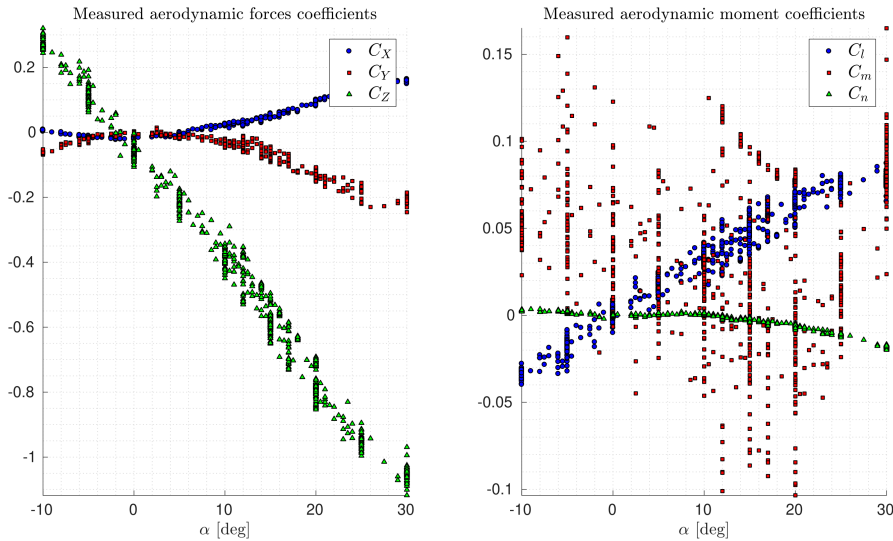 Measured aerodynamic forces coefficients
C_X
C_Y
C_Z
0.2
0
-0.2
-0.4
-0.6
-0.8
-1
-10 0 10 20 30
α [deg]
Measured aerodynamic moment coefficients
C_l
C_m
C_n
0.15
0.1
0.05
0
-0.05
-0.1
-10 0 10 20 30
α [deg]